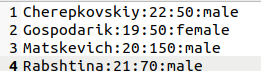 1 Cherepkovskiy:22:50:male
2 Gospodarik:19:50:female
3 Matskevich:20:150:male
4 Rabshtina:21:70:male